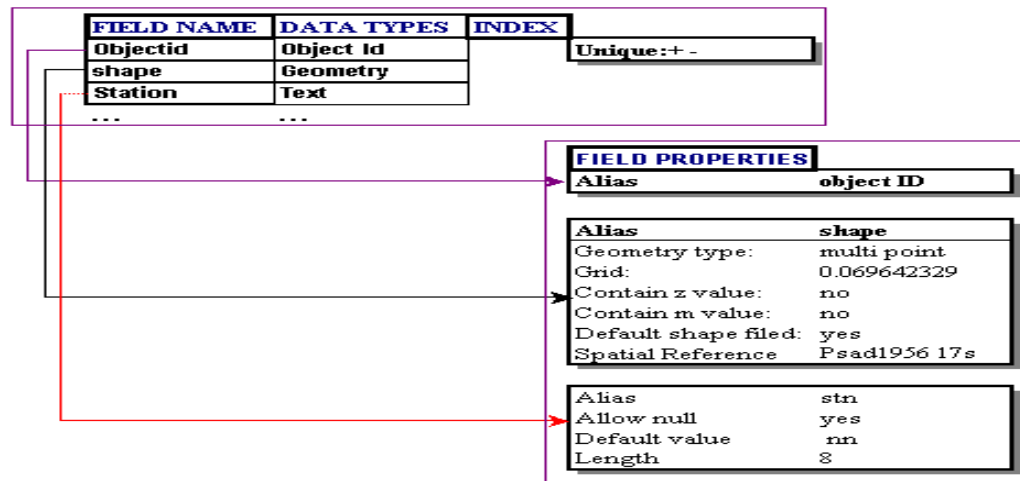 FIELD NAME DATA TYPES INDEX
Objectid Object Id Unique:+ -
shape Geometry
Station Text
... ...
FIELD PROPERTIES
Alias object ID
Alias shape
Geometry type: multi point
Grid: 0.069642329
Contain z value: no
Contain m value: no
Default shape filed: yes
Spatial Reference Psad1956 17s
Alias stn
Allow null yes
Default value nn
Length 8